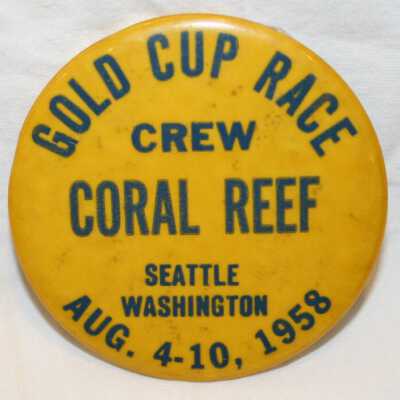 GOLD CUP RACE
CREW
CORAL REEF
SEATTLE
WASHINGTON
AUG. 4-10, 1958